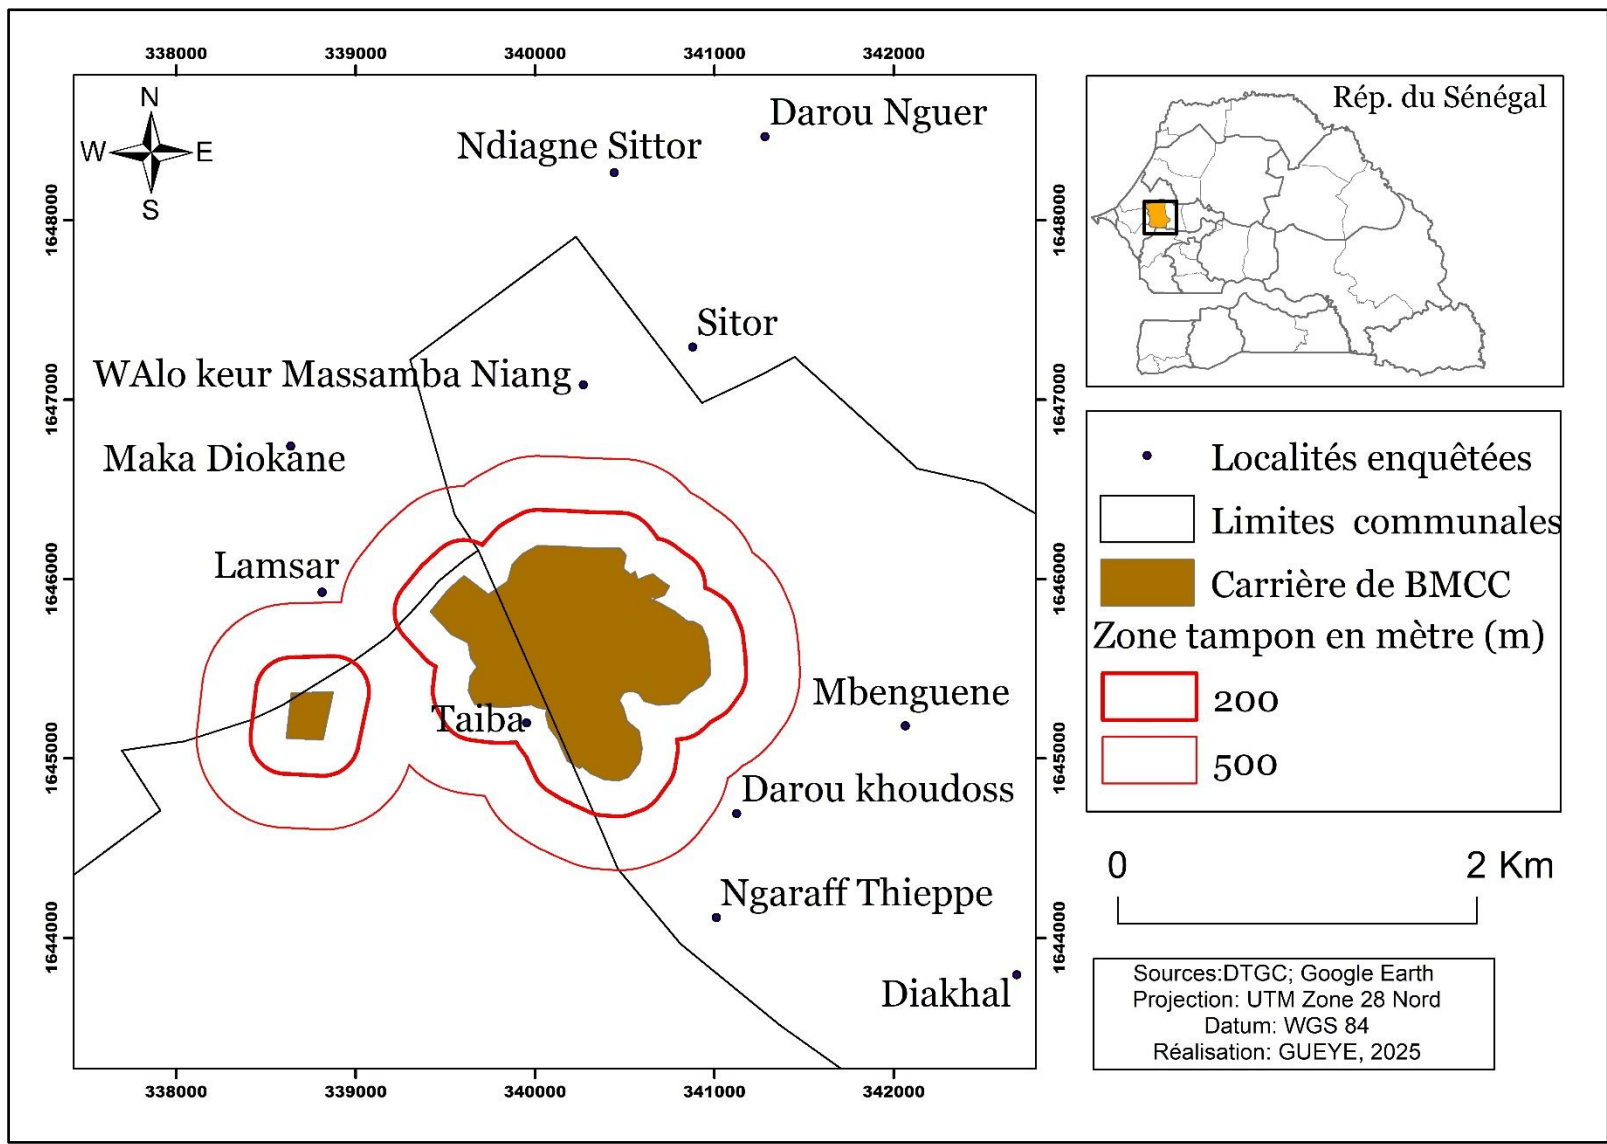 338000 339000 340000 341000 342000
N
W E
S
Rép. du Sénégal
Darou Nguer
Ndiagne Sittor
1648000 1648000
Sitor
WAlo keur Massamba Niang
1647000 1647000
Maka Diokane
Localités enquêtées
Limites communales
Lamsar
1646000 1646000
Carrière de BMCC
Zone tampon en mètre (m)
200
500
Mbenguene
Taiba
1645000 1645000
Darou khoudoss
0 2 Km
Ngaraff Thieppe
1644000 1644000
Diakhal
Sources:DTGC; Google Earth
Projection: UTM Zone 28 Nord
Datum: WGS 84
Réalisation: GUEYE, 2025
338000 339000 340000 341000 342000